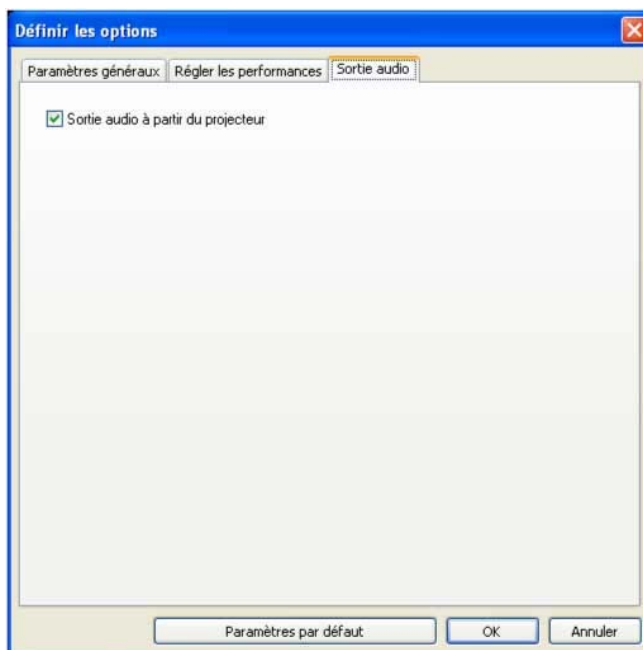 Définir les options
Paramètres généraux Régler les performances Sortie audio
Sortie audio à partir du projecteur
Paramètres par défaut OK Annuler